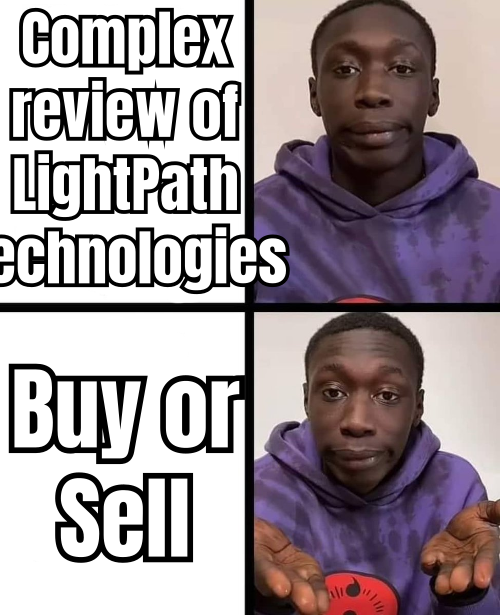 Complex
review of
LightPath
echnologies
Buy or
Sell